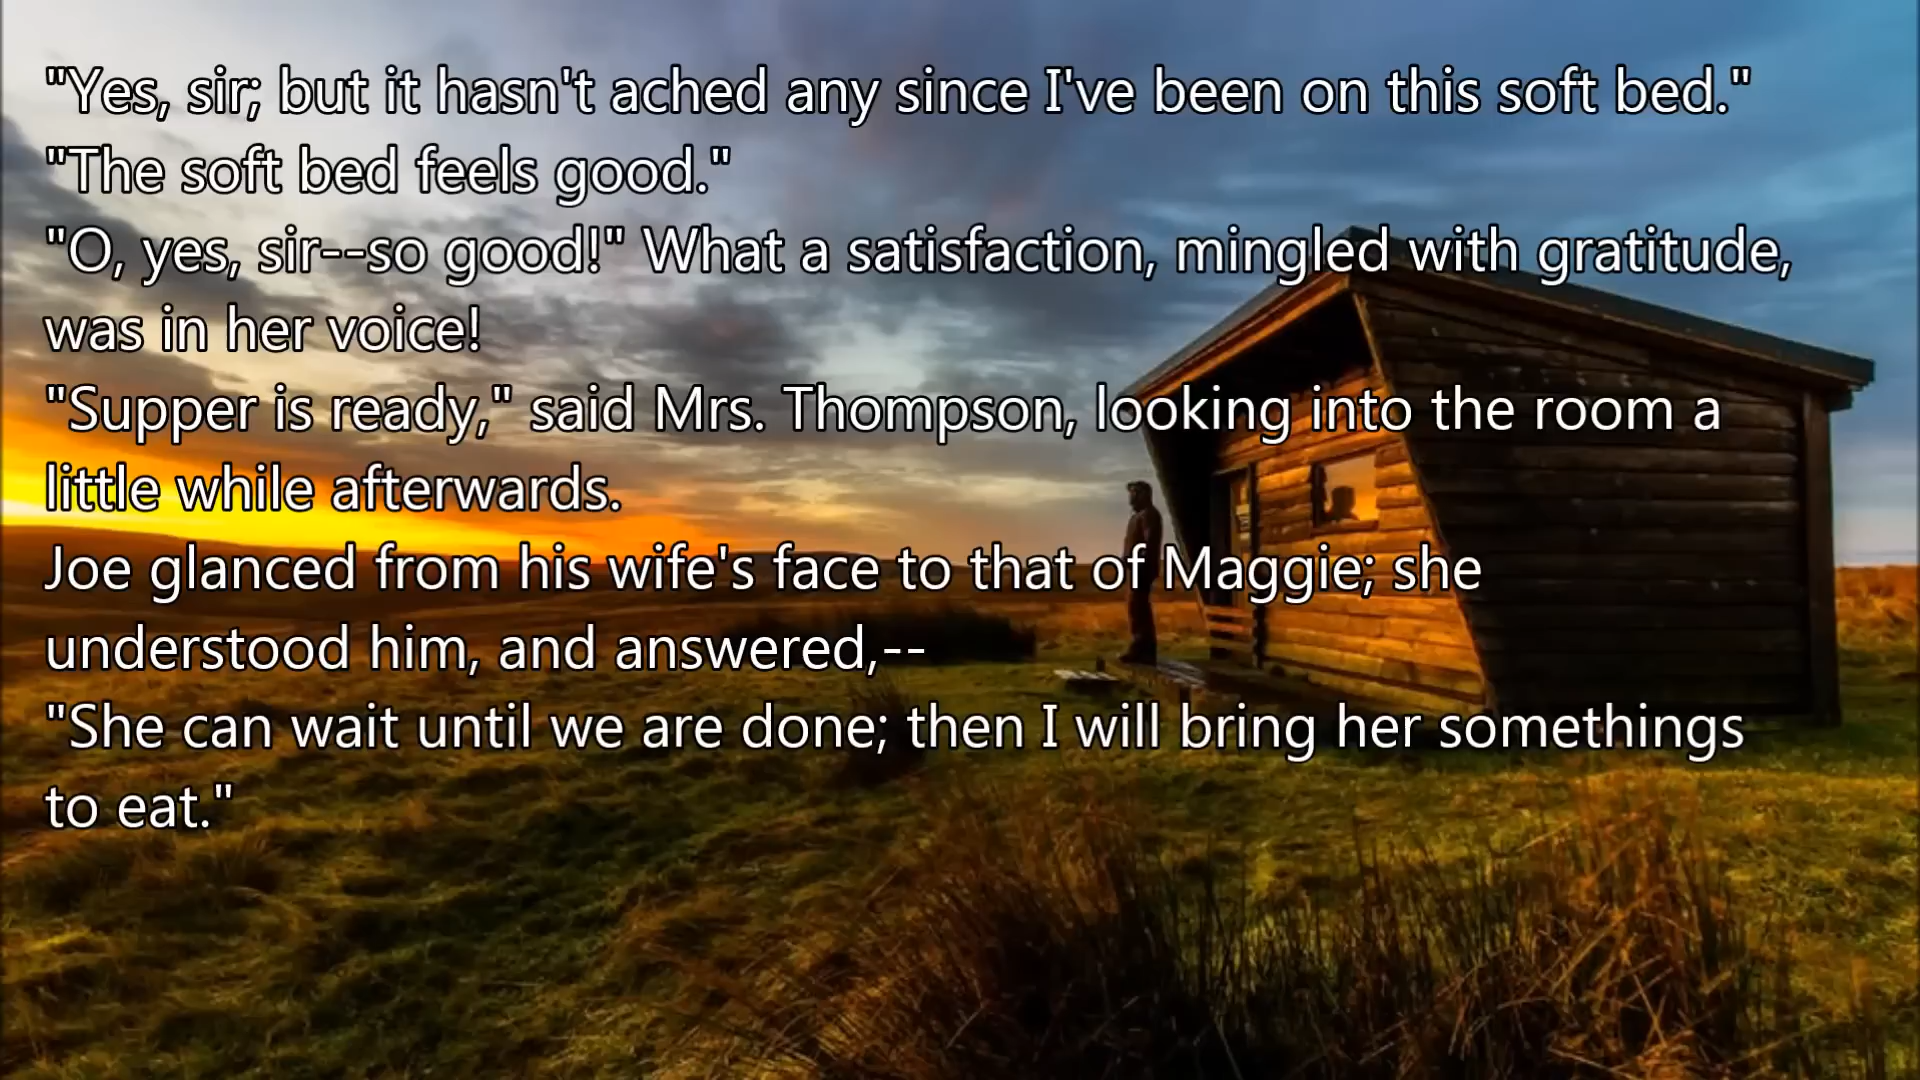 "Yes, sir; but it hasn't ached any since I've been on this soft bed."
"The soft bed feels good."
"O, yes, sir--so good!" What a satisfaction, mingled with gratitude,
was in her voice!
"Supper is ready," said Mrs. Thompson, looking into the room a
little while afterwards.
Joe glanced from his wife's face to that of Maggie; she
understood him, and answered,--
"She can wait until we are done; then I will bring her somethings
to eat."